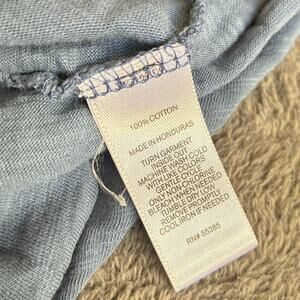 100% COTTON
MADE IN HONDURAS
TURN GARMENT
INSIDE OUT
MACHINE WASH COLD
WITH LIKE COLORS
GENTLE CYCLE
ONLY NON-CHLORINE
BLEACH WHEN NEEDED
TUMBLE DRY LOW
REMOVE PROMPTLY
COOL IRON IF NEEDED
RN# 55285